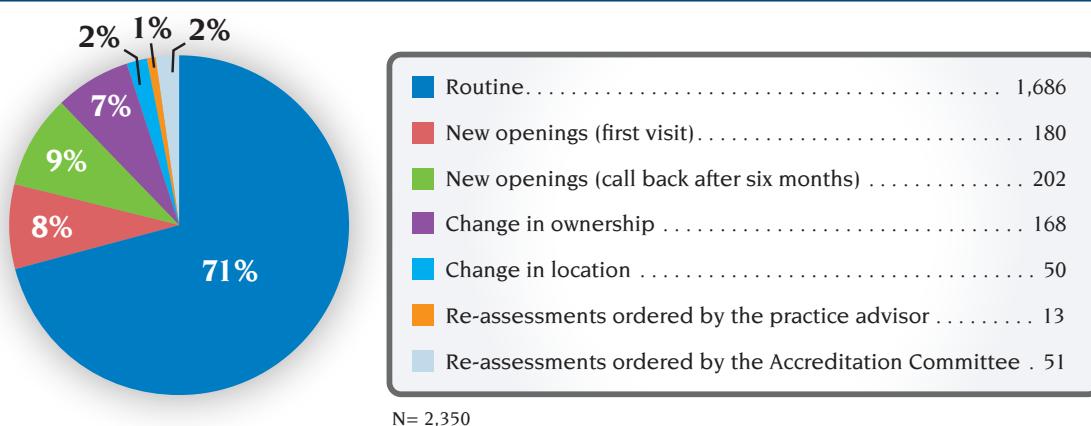 2% 1% 2%
7%
9%
8%
71%
Routine........................................ 1,686
New openings (first visit)............................. 180
New openings (call back after six months) .............. 202
Change in ownership ................................ 168
Change in location .................................. 50
Re-assessments ordered by the practice advisor ......... 13
Re-assessments ordered by the Accreditation Committee . 51
N= 2,350